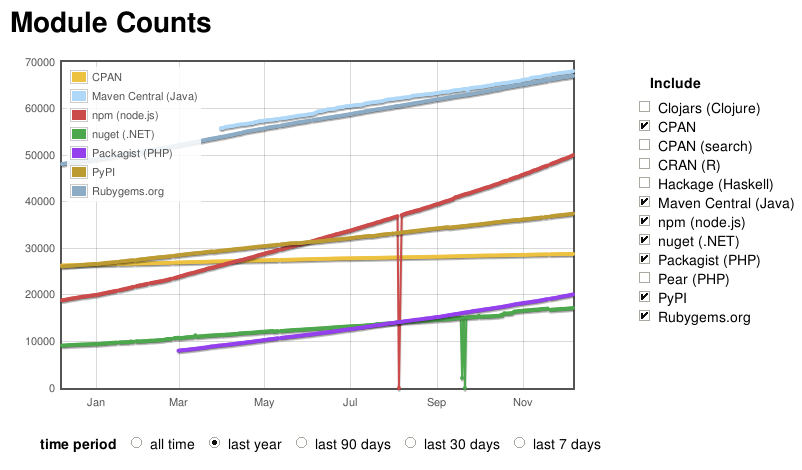 Module Counts
70000
60000
50000
40000
30000
20000
10000
0
CPAN
Maven Central (Java)
npm (node.js)
nuget (.NET)
Packagist (PHP)
PyPI
Rubygems.org
Jan Mar May Jul Sep Nov
Include
Clojars (Clojure)
CPAN
CPAN (search)
CRAN (R)
Hackage (Haskell)
Maven Central (Java)
npm (node.js)
nuget (.NET)
Packagist (PHP)
Pear (PHP)
PyPI
Rubygems.org
time period all time last year last 90 days last 30 days last 7 days